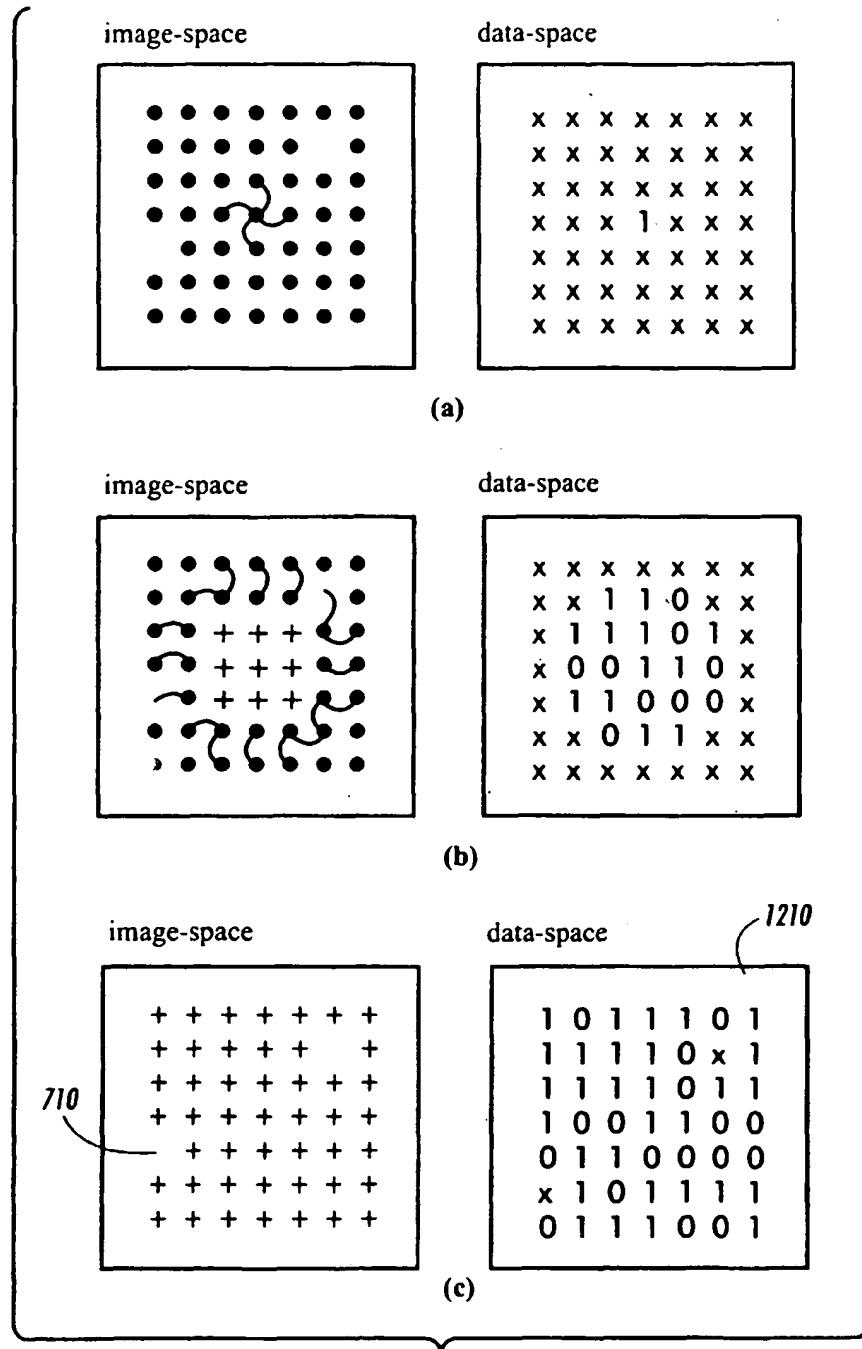 image-space data-space
x x x x x x x
x x x x x x x
x x x x x x x
x x x 1 x x x
x x x x x x x
x x x x x x x
x x x x x x x
(a)
image-space data-space
x x x x x x x
x x 1 1 0 x x
+ + + x 1 1 1 0 1 x
+ + + x 0 0 1 1 0 x
+ + + x 1 1 0 0 0 x
x x 0 1 1 x x
x x x x x x x
(b)
image-space data-space 1210
+ + + + + + + 1 0 1 1 1 0 1
+ + + + + + 1 1 1 1 0 x 1
+ + + + + + + 1 1 1 1 0 1 1
710 + + + + + + + 1 0 0 1 1 0 0
+ + + + + + 0 1 1 0 0 0 0
+ + + + + + + x 1 0 1 1 1 1
+ + + + + + + 0 1 1 1 0 0 1
(c)